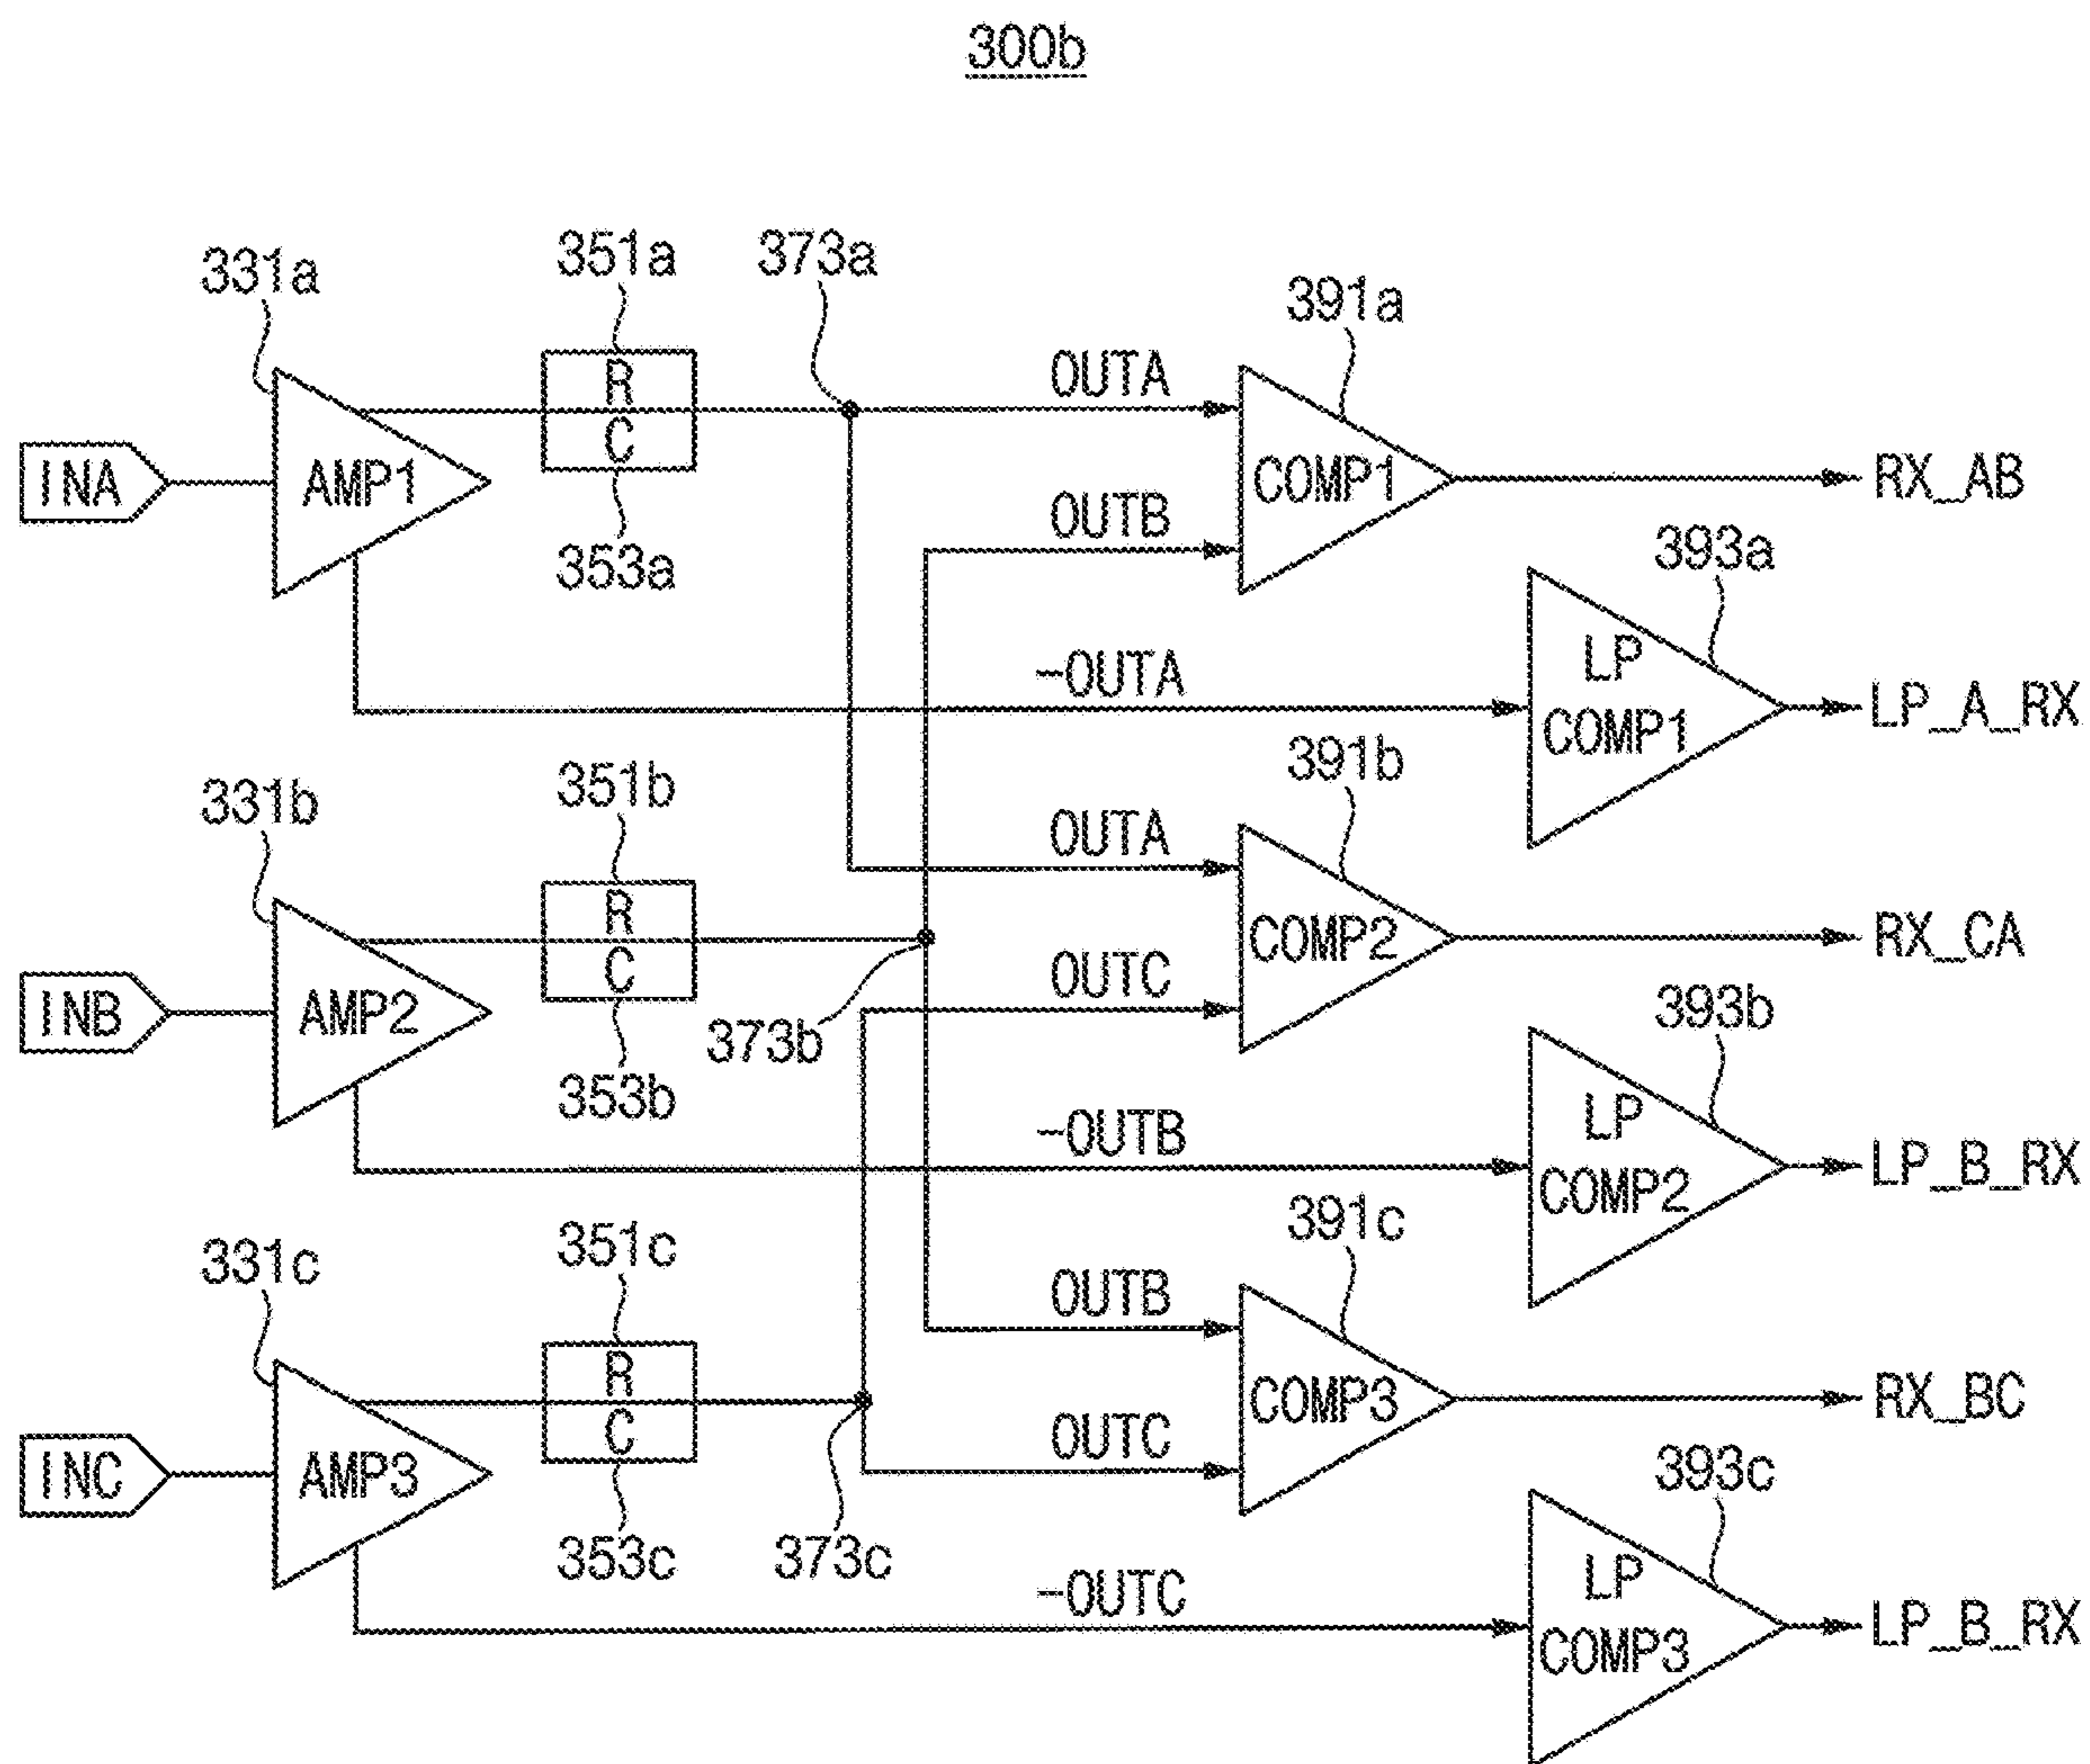 300b
331a
351a
373a
391a
INA
AMP1
R
C
353a
OUTA
OUTB
COMP1
RX_AB
393a
-OUTA
LP
COMP1
LP_A_RX
331b
351b
391b
INB
AMP2
R
C
353b
373b
OUTA
OUTC
COMP2
RX_CA
393b
-OUTB
LP
COMP2
LP_B_RX
331c
351c
391c
INC
AMP3
R
C
353c
373c
OUTB
OUTC
COMP3
RX_BC
393c
-OUTC
LP
COMP3
LP_B_RX